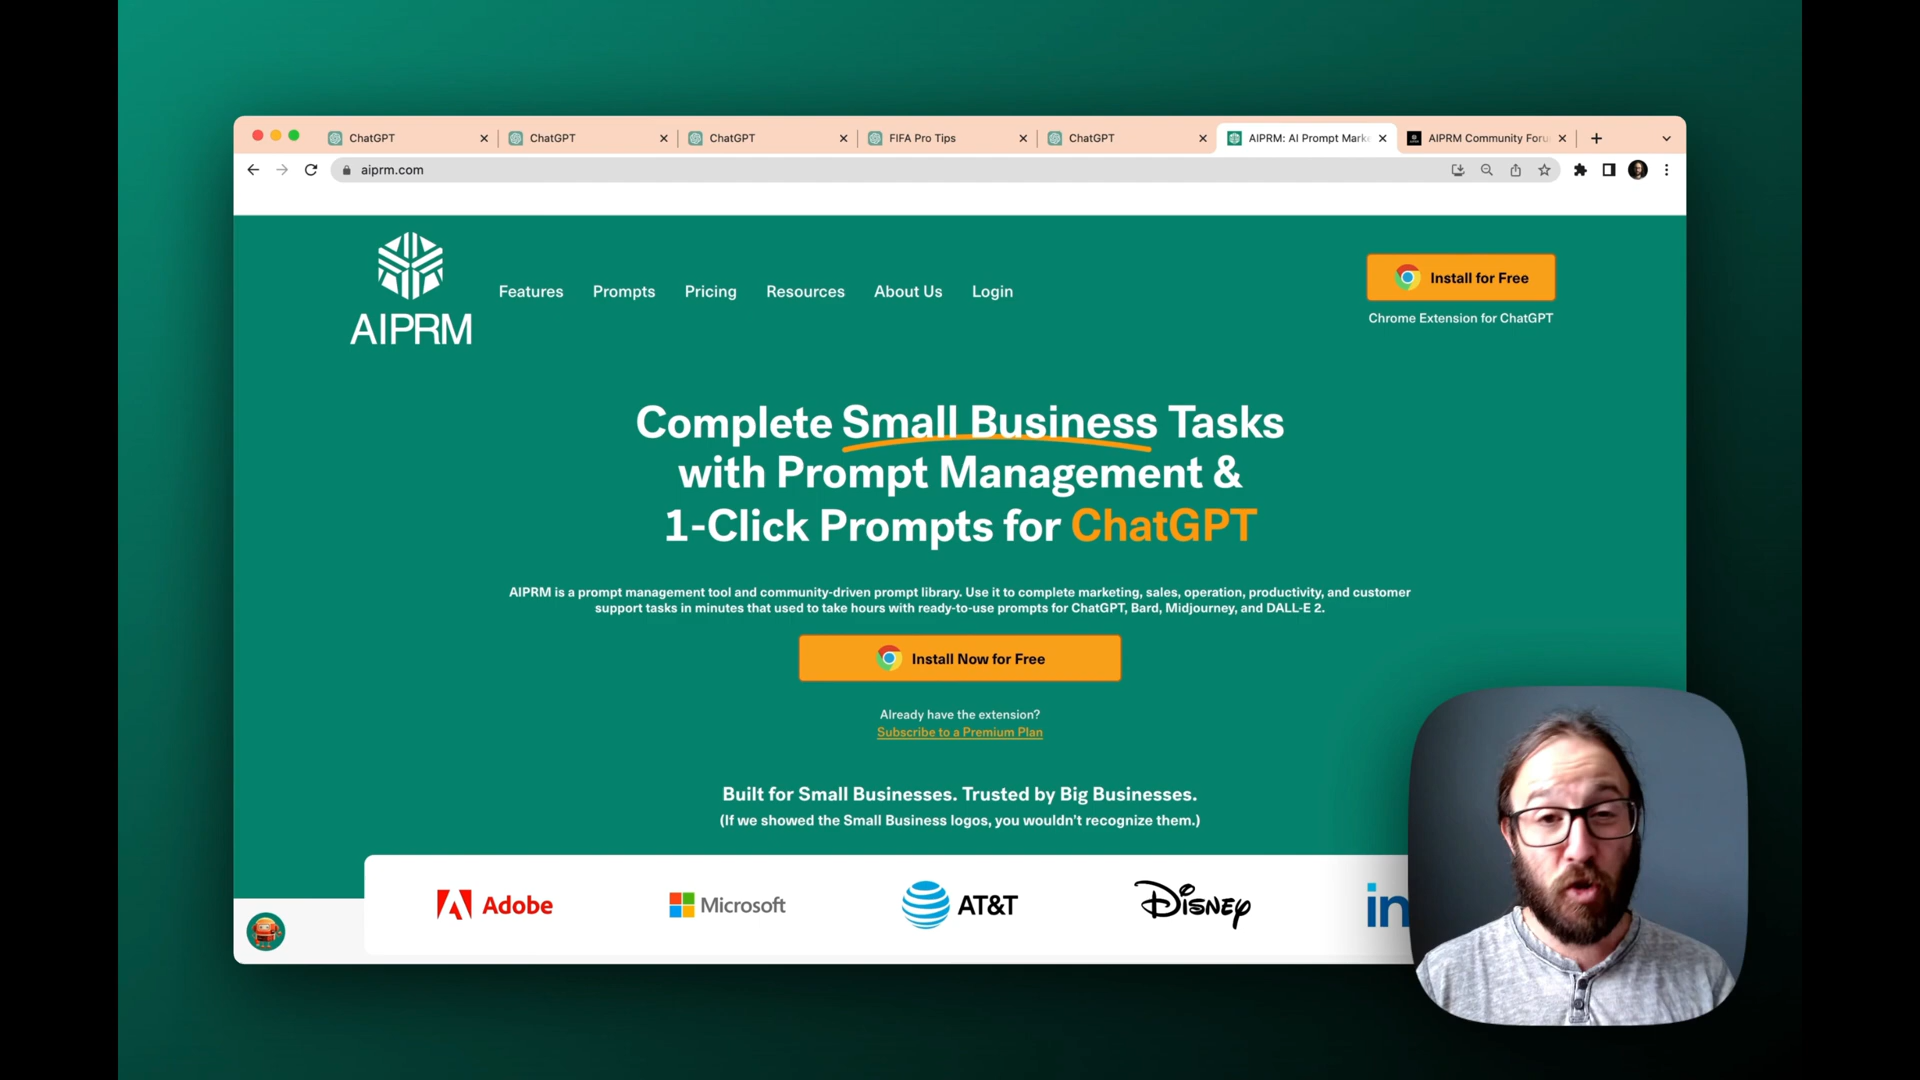 ChatGPT
ChatGPT
ChatGPT
FIFA Pro Tips
ChatGPT
AIPRM: AI Prompt Mark
AIPRM Community Foru
aiprm.com
AIPRM
Features
Prompts
Pricing
Resources
About Us
Login
Install for Free
Chrome Extension for ChatGPT
Complete Small Business Tasks
with Prompt Management &
1-Click Prompts for ChatGPT
AIPRM is a prompt management tool and community-driven prompt library. Use it to complete marketing, sales, operation, productivity, and customer
support tasks in minutes that used to take hours with ready-to-use prompts for ChatGPT, Bard, Midjourney, and DALL-E 2.
Install Now for Free
Already have the extension?
Subscribe to a Premium Plan
Built for Small Businesses. Trusted by Big Businesses.
(If we showed the Small Business logos, you wouldn't recognize them.)
Adobe
Microsoft
AT&T
Disney
in